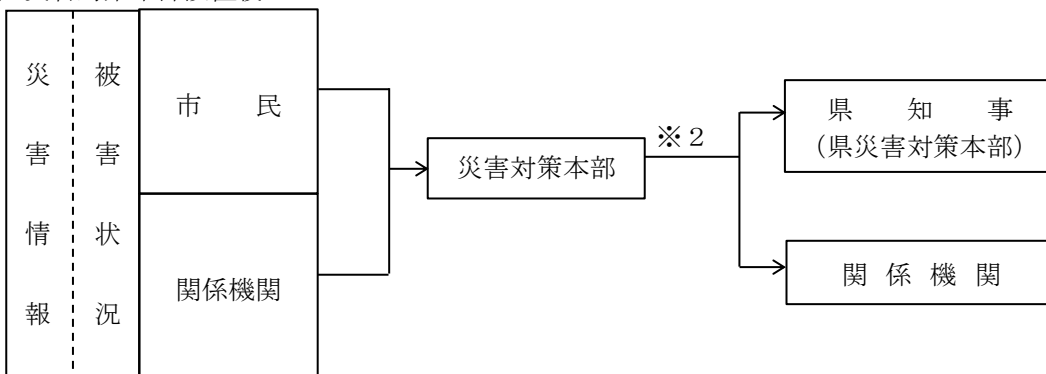 災害情報
被害状況
市民
関係機関
災害対策本部
※2
県知事
(県災害対策本部)
関係機関